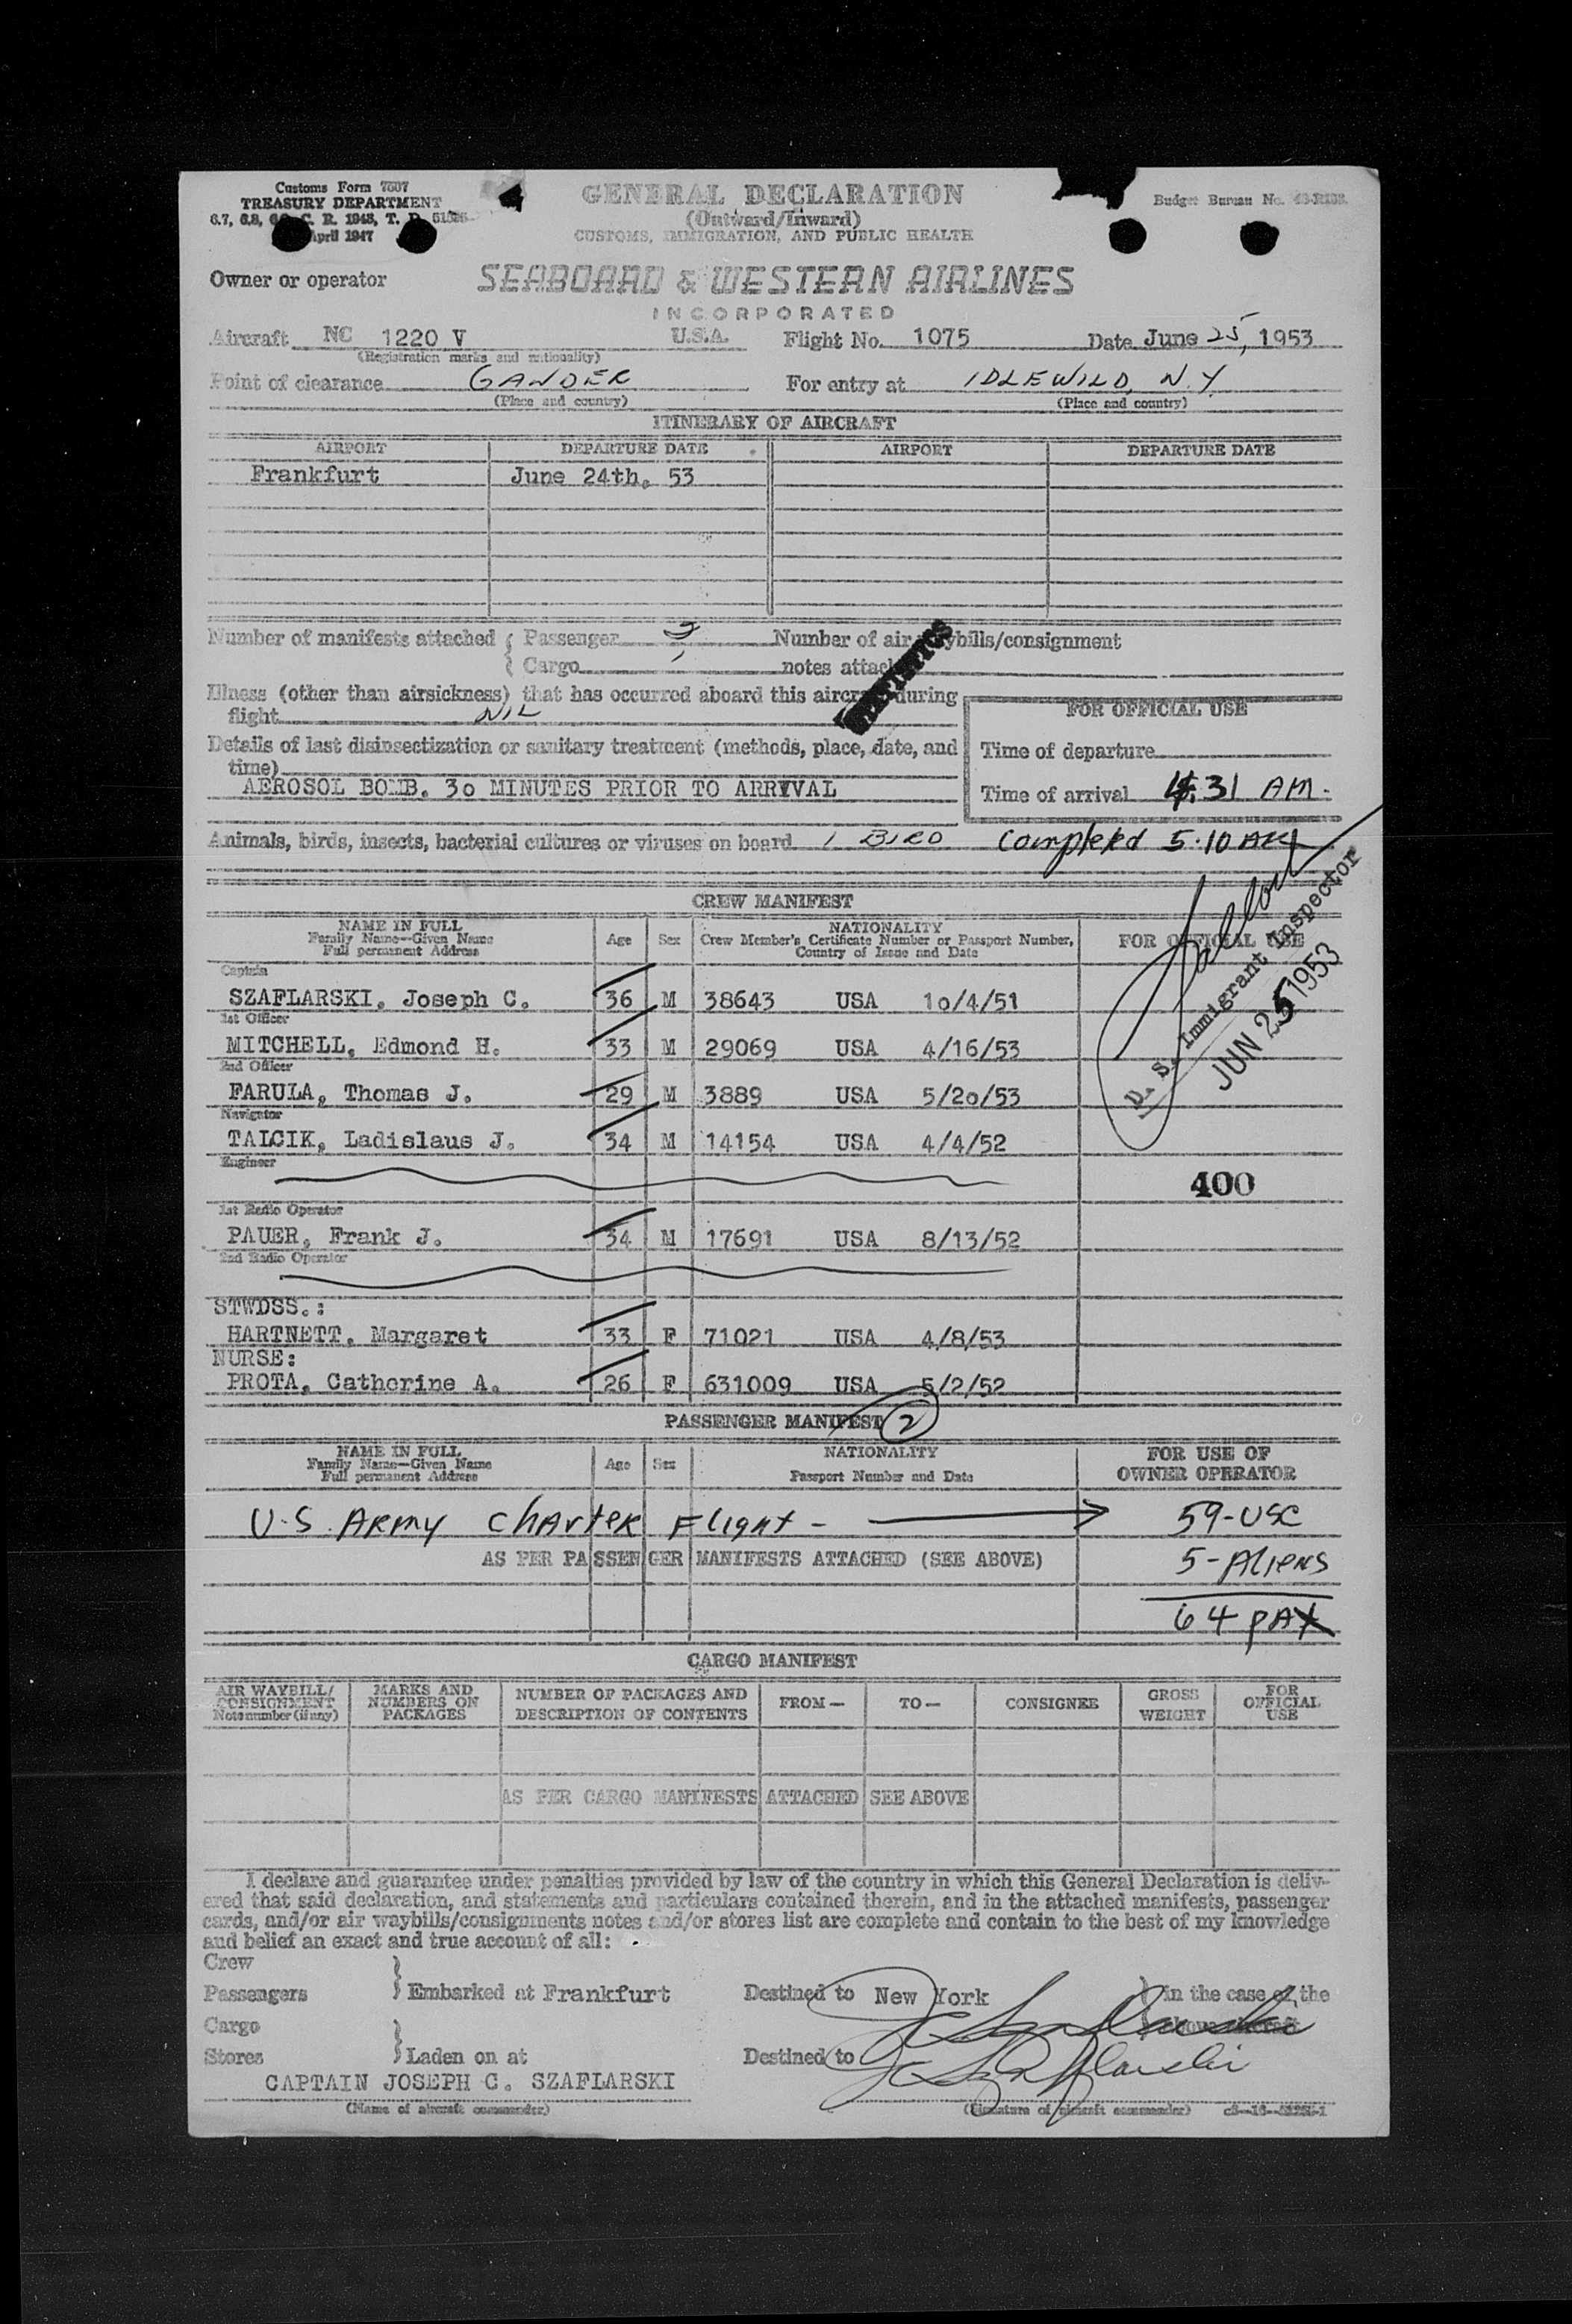 Customs Form 7507
TREASURY DEPARTMENT
April 1947
GENERAL DECLARATION
(Outward/Inward)
CUSTOMS, IMMIGRATION, AND PUBLIC HEALTH
Budget Bureau No.
Owner or operator SEABOARD & WESTERN AIRLINES
INCORPORATED
Aircraft NC 1220 V U.S.A. Flight No. 1075 Date June 25, 1953
(Registration marks and nationality)
Point of clearance GANDER For entry at IDLEWILD, N.Y.
(Place and country) (Place and country)
ITINERARY OF AIRCRAFT
AIRPORT DEPARTURE DATE AIRPORT DEPARTURE DATE
Frankfurt June 24th. 53
Number of manifests attached Passenger Number of air waybills/consignment
Cargo notes attached
STATISTICS
Illness (other than airsickness) that has occurred aboard this aircraft during
flight NIL
FOR OFFICIAL USE
Details of last disinsectization or sanitary treatment (methods, place, date, and
time)
Time of departure
AEROSOL BOMB. 30 MINUTES PRIOR TO ARRIVAL
Time of arrival 4:31 AM.
Animals, birds, insects, bacterial cultures or viruses on board 1 BIRD Completed 5:10 AM
CREW MANIFEST
NAME IN FULL
Family Name—Given Name
Full permanent Address
Age Sex
NATIONALITY
Crew Member's Certificate Number or Passport Number,
Country of Issue and Date
FOR OFFICIAL USE
U. S. Immigrant Inspector
JUN 25 1953
Captain
SZAFLARSKI, Joseph C. 36 M 38643 USA 10/4/51
1st Officer
MITCHELL, Edmond H. 33 M 29069 USA 4/16/53
2nd Officer
FARULA, Thomas J. 29 M 3889 USA 5/20/53
Navigator
TALCIK, Ladislaus J. 34 M 14154 USA 4/4/52
Engineer
400
1st Radio Operator
PAUER, Frank J. 34 M 17691 USA 8/13/52
2nd Radio Operator
STWDSS.:
HARTNETT, Margaret 33 F 71021 USA 4/8/53
NURSE:
PROTA, Catherine A. 26 F 631009 USA 5/2/52
PASSENGER MANIFEST 2
NAME IN FULL
Family Name—Given Name
Full permanent Address
Age Sex
NATIONALITY
Passport Number and Date
FOR USE OF
OWNER OPERATOR
U.S. ARMY CHARTER FLIGHT - 59-USC
AS PER PASSENGER MANIFESTS ATTACHED (SEE ABOVE) 5-ALIENS
64 PAX
CARGO MANIFEST
AIR WAYBILL/
CONSIGNMENT
Note number (if any)
MARKS AND
NUMBERS ON
PACKAGES
NUMBER OF PACKAGES AND
DESCRIPTION OF CONTENTS
FROM— TO— CONSIGNEE
GROSS
WEIGHT
FOR
OFFICIAL
USE
AS PER CARGO MANIFESTS ATTACHED SEE ABOVE
I declare and guarantee under penalties provided by law of the country in which this General Declaration is deliv-
ered that said declaration, and statements and particulars contained therein, and in the attached manifests, passenger
cards, and/or air waybills/consignments notes and/or stores list are complete and contain to the best of my knowledge
and belief an exact and true account of all:
Crew
Passengers Embarked at Frankfurt Destined to New York in the case of the
Cargo above aircraft
Stores Laden on at Destined to
CAPTAIN JOSEPH C. SZAFLARSKI J C Szaflarski
(Name of aircraft commander) (Signature of aircraft commander)